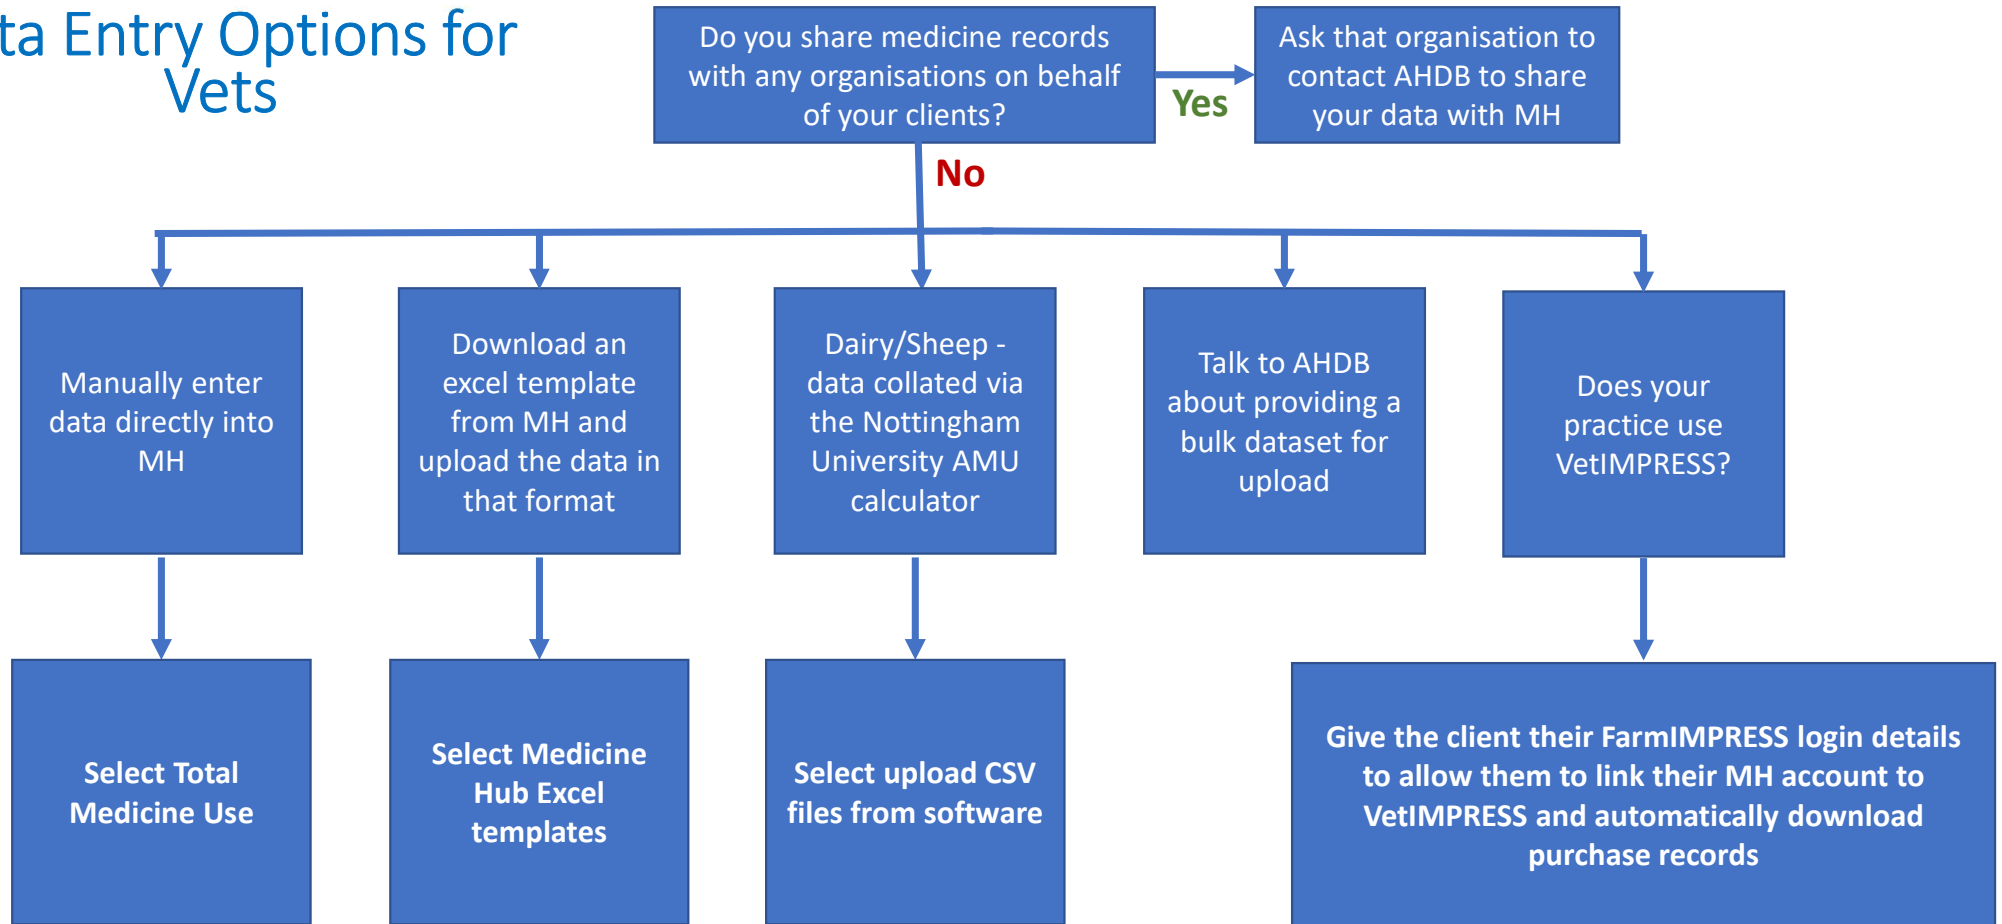 ta Entry Options for
Vets
Do you share medicine records
with any organisations on behalf
of your clients?
Yes
Ask that organisation to
contact AHDB to share
your data with MH
No
Manually enter
data directly into
MH
Download an
excel template
from MH and
upload the data in
that format
Dairy/Sheep -
data collated via
the Nottingham
University AMU
calculator
Talk to AHDB
about providing a
bulk dataset for
upload
Does your
practice use
VetIMPRESS?
Select Total
Medicine Use
Select Medicine
Hub Excel
templates
Select upload CSV
files from software
Give the client their FarmIMPRESS login details
to allow them to link their MH account to
VetIMPRESS and automatically download
purchase records